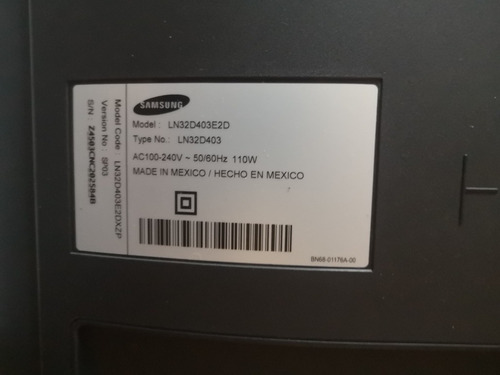 SAMSUNG
Model : LN32D403E2D
Type No.: LN32D403
AC100-240V ~ 50/60Hz 110W
MADE IN MEXICO / HECHO EN MEXICO
BN68-01176A-00
Model Code : LN32D403E2DXZP
Version No : SP03
S/N : Z4503CNC202584B